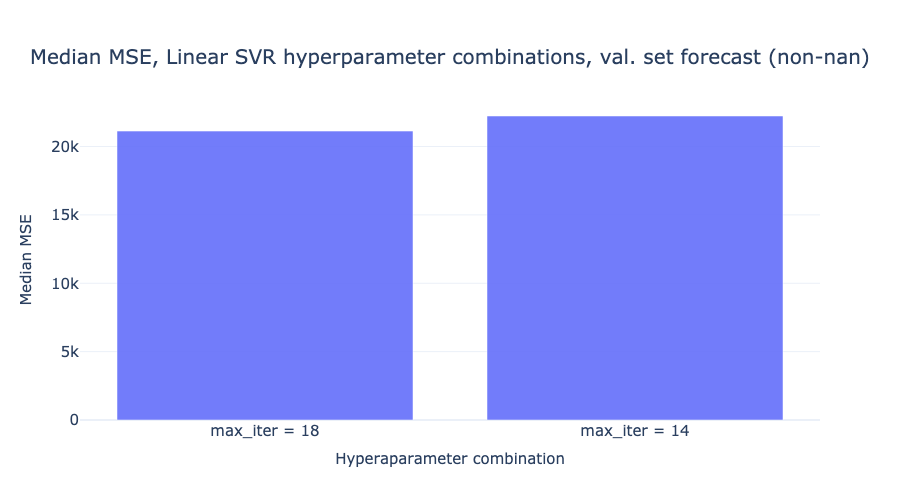 Median MSE, Linear SVR hyperparameter combinations, val. set forecast (non-nan)
20k
15k
10k
5k
0
Median MSE
max_iter = 18
max_iter = 14
Hyperaparameter combination